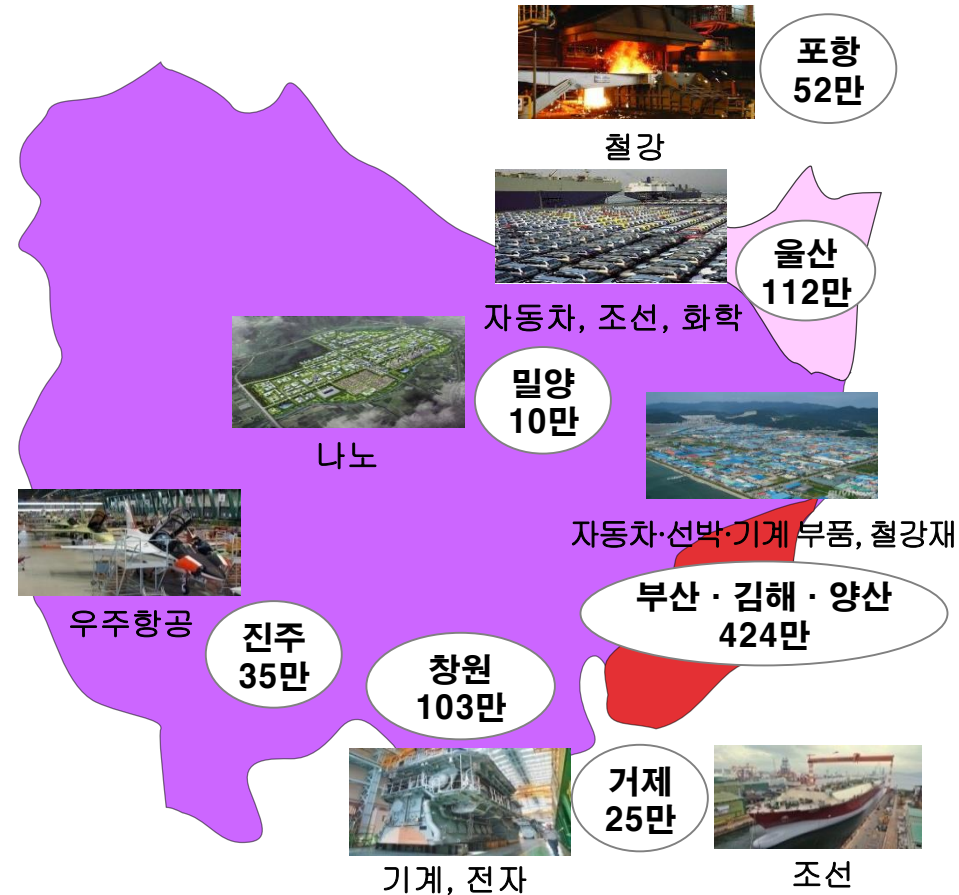 포항
52만
철강
울산
112만
자동차, 조선, 화학
밀양
10만
나노
자동차·선박·기계 부품, 철강재
부산 · 김해 · 양산
424만
우주항공
진주
35만
창원
103만
거제
25만
기계, 전자
조선